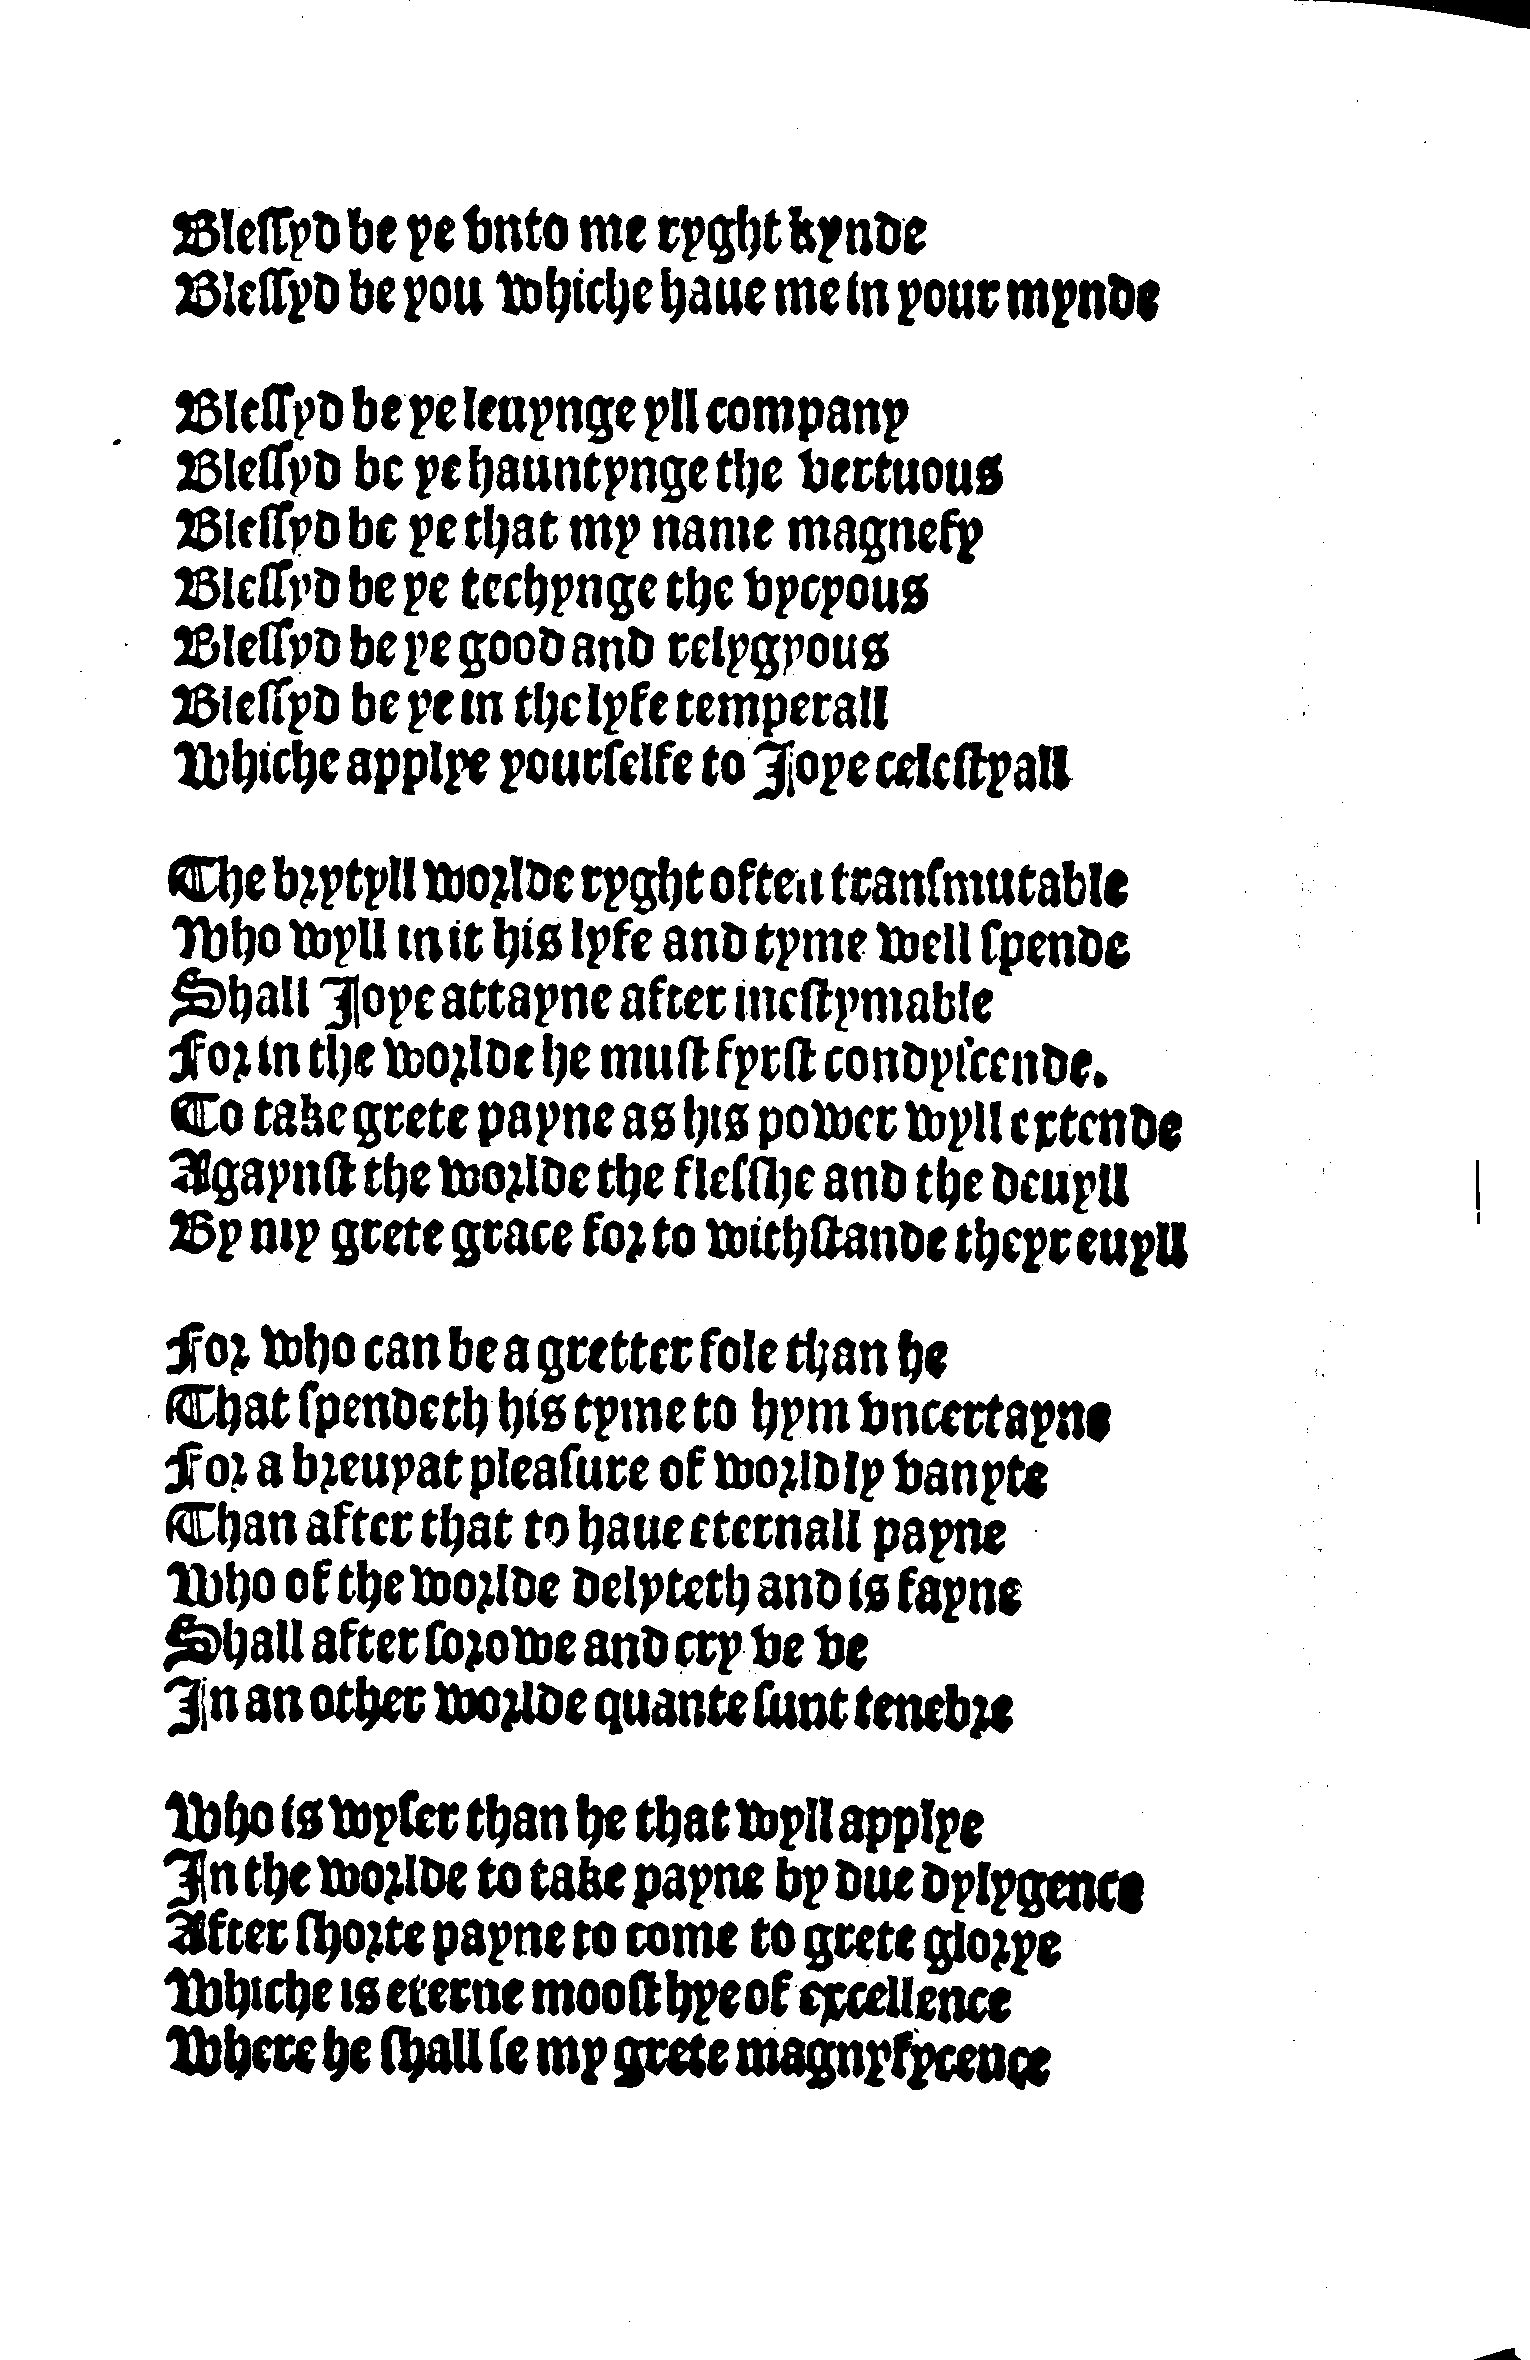 Bleſſyd be ye vnto me ryght kynde
Bleſſyd be you whiche haue me in your mynde
Bleſſyd be ye leuynge yll company
Bleſſyd be ye hauntynge the vertuous
Bleſſyd be ye that my name magnefy
Bleſſyd be ye techynge the vycyous
Bleſſyd be ye good and relygyous
Bleſſyd be ye in the lyfe temperall
Whiche applye yourſelfe to Joye celeſtyall
The brytyll worlde ryght often tranſmutable
Who wyll in it his lyfe and tyme well ſpende
Shall Joye attayne after ineſtymable
For in the worlde he muſt fyrſt condyſcende.
To take grete payne as his power wyll extende
Agaynſt the worlde the fleſſhe and the deuyll
By my grete grace for to withſtande theyr euyll
For who can be a gretter fole than he
That ſpendeth his tyme to hym vncertayne
For a breuyat pleaſure of worldly vanyte
Than after that to haue eternall payne
Who of the worlde delyteth and is fayne
Shall after ſorowe and cry ve ve
In an other worlde quante ſunt tenebre
Who is wyſer than he that wyll applye
In the worlde to take payne by due dylygence
After ſhorte payne to come to grete glorye
Whiche is eterne mooſt hye of excellence
Where he ſhall ſe my grete magnyfycence